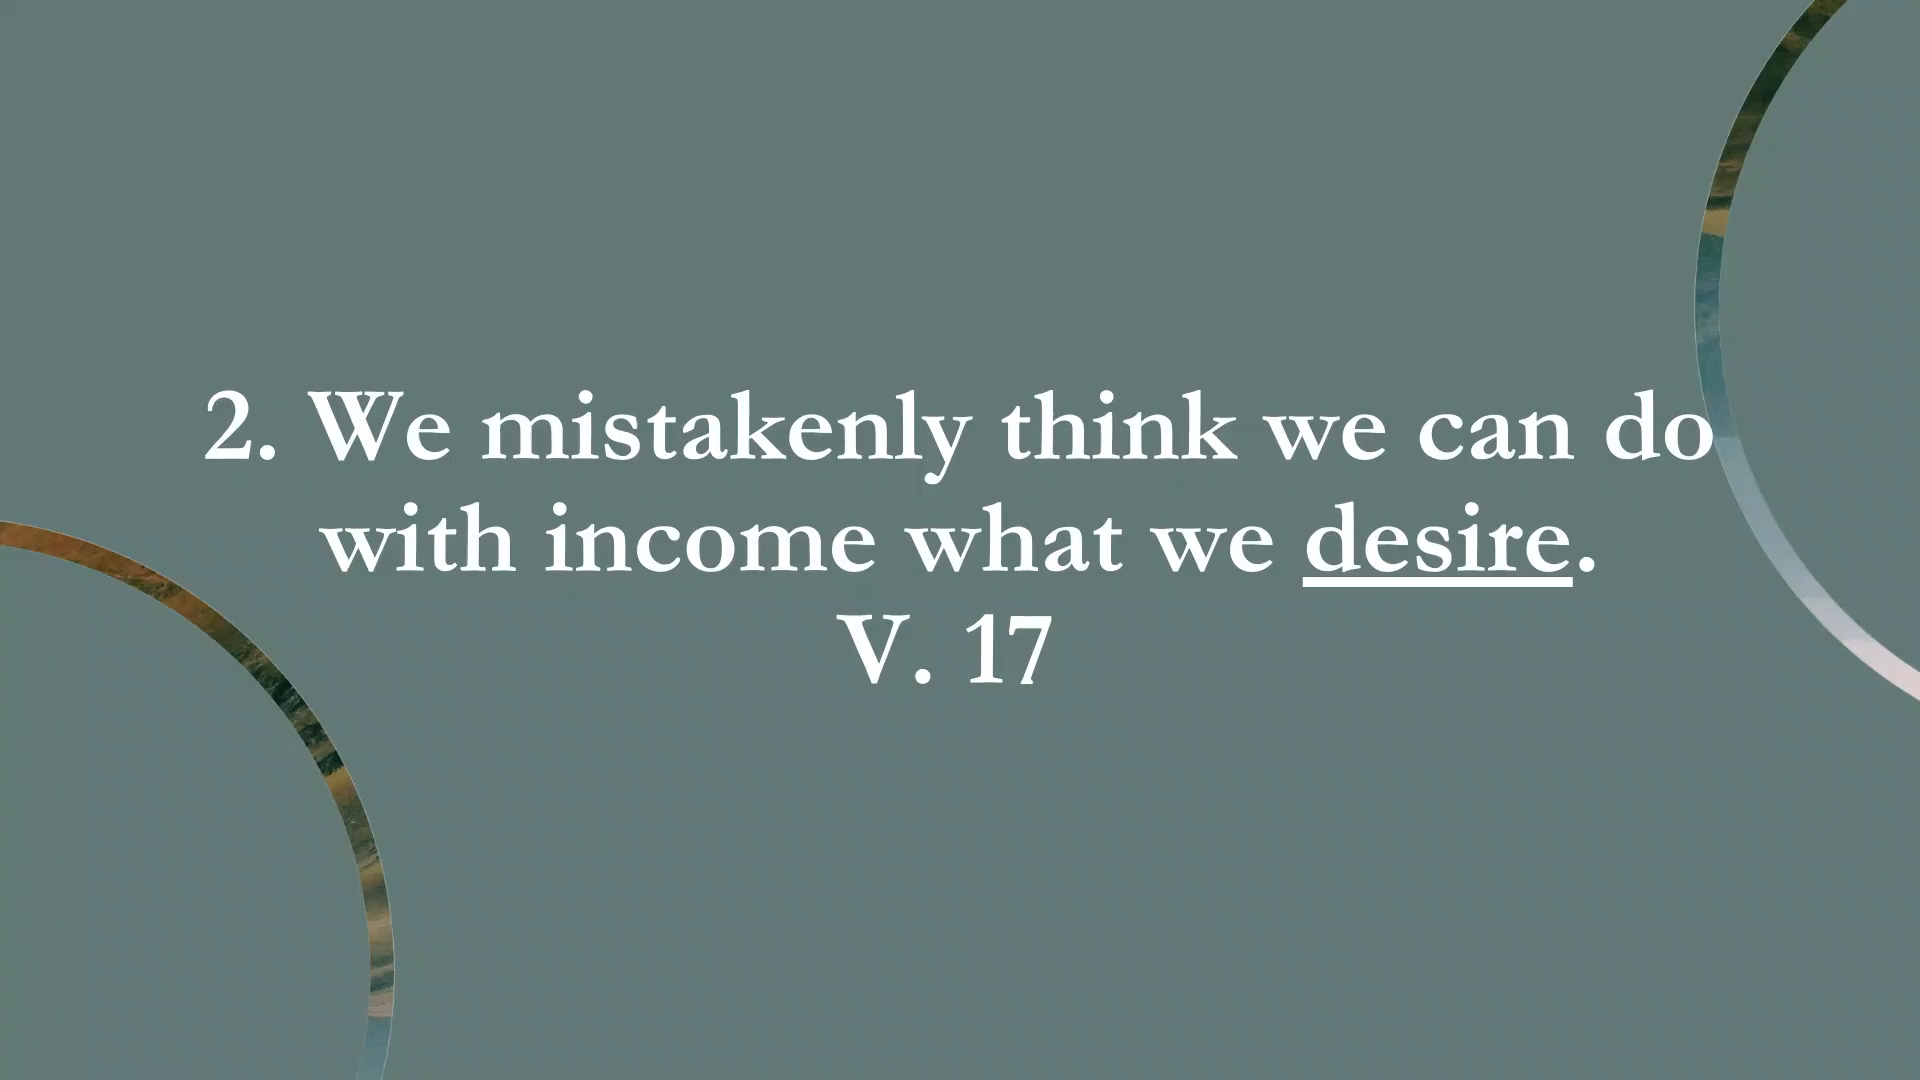 2. We mistakenly think we can do
with income what we desire.
V. 17